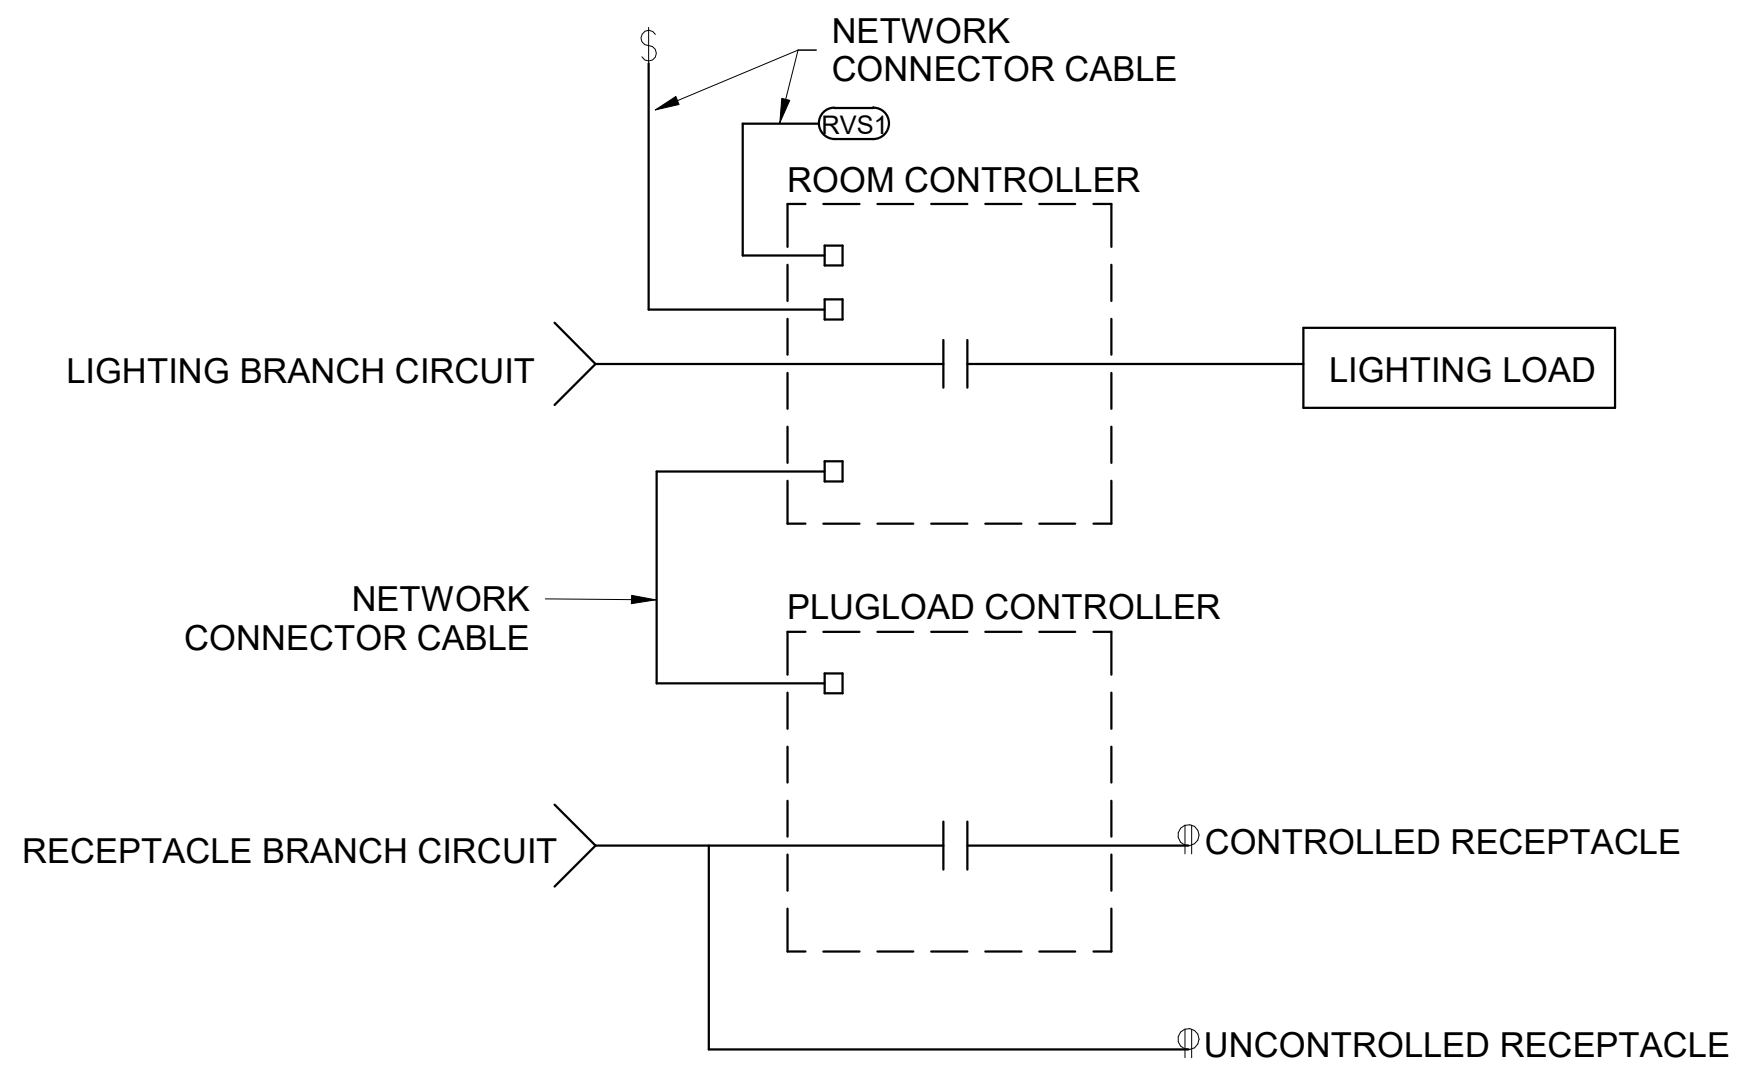 $
NETWORK
CONNECTOR CABLE
RVS1
ROOM CONTROLLER
LIGHTING BRANCH CIRCUIT
LIGHTING LOAD
NETWORK
CONNECTOR CABLE
PLUGLOAD CONTROLLER
RECEPTACLE BRANCH CIRCUIT
CONTROLLED RECEPTACLE
UNCONTROLLED RECEPTACLE